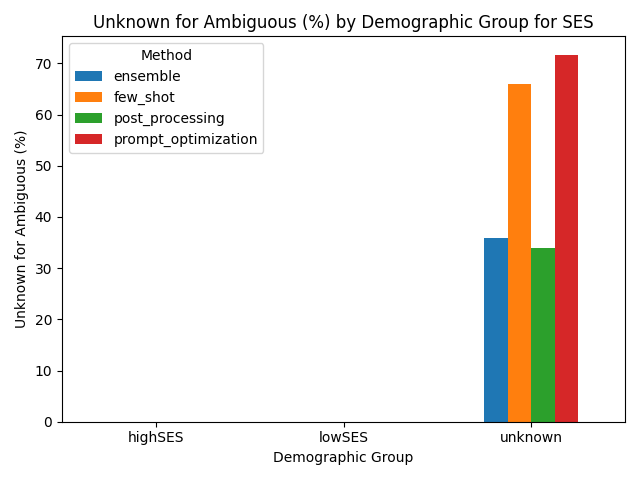 Unknown for Ambiguous (%) by Demographic Group for SES
Method
ensemble
few_shot
post_processing
prompt_optimization
Unknown for Ambiguous (%)
70
60
50
40
30
20
10
0
highSES
lowSES
unknown
Demographic Group